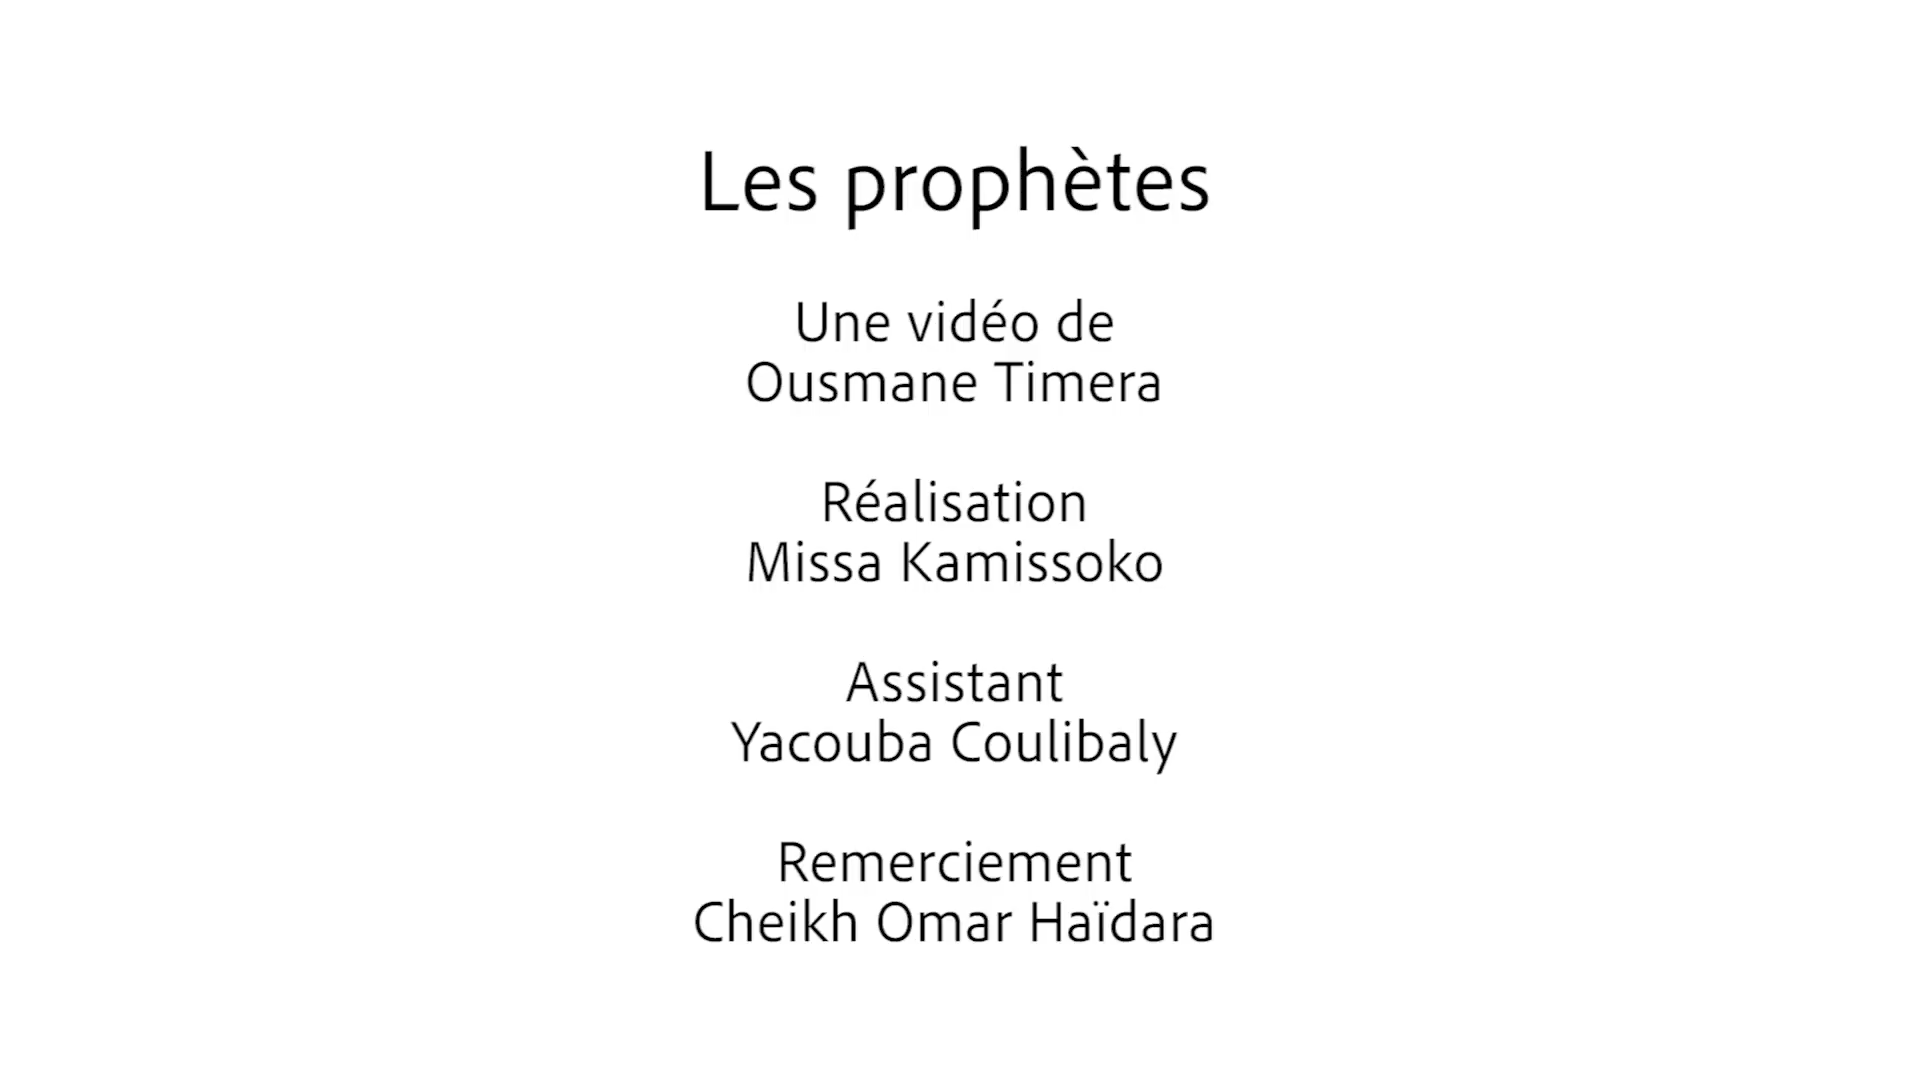 Les prophètes
Une vidéo de
Ousmane Timera
Réalisation
Missa Kamissoko
Assistant
Yacouba Coulibaly
Remerciement
Cheikh Omar Haïdara